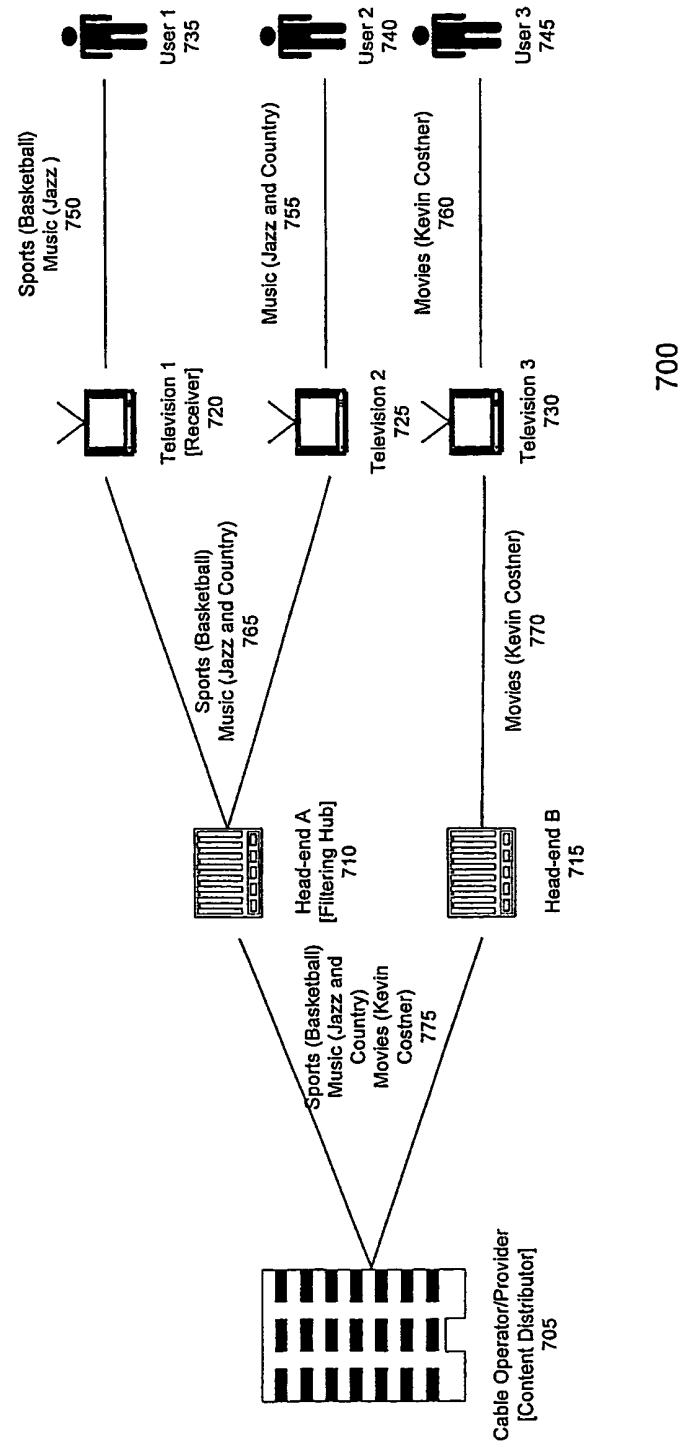 Cable Operator/Provider
[Content Distributor]
705
Sports (Basketball)
Music (Jazz and
Country)
Movies (Kevin
Costner)
775
Head-end A
[Filtering Hub]
710
Head-end B
715
Sports (Basketball)
Music (Jazz and Country)
765
Movies (Kevin Costner)
770
Television 1
[Receiver]
720
Television 2
725
Television 3
730
Sports (Basketball)
Music (Jazz )
750
Music (Jazz and Country)
755
Movies (Kevin Costner)
760
User 1
735
User 2
740
User 3
745
700